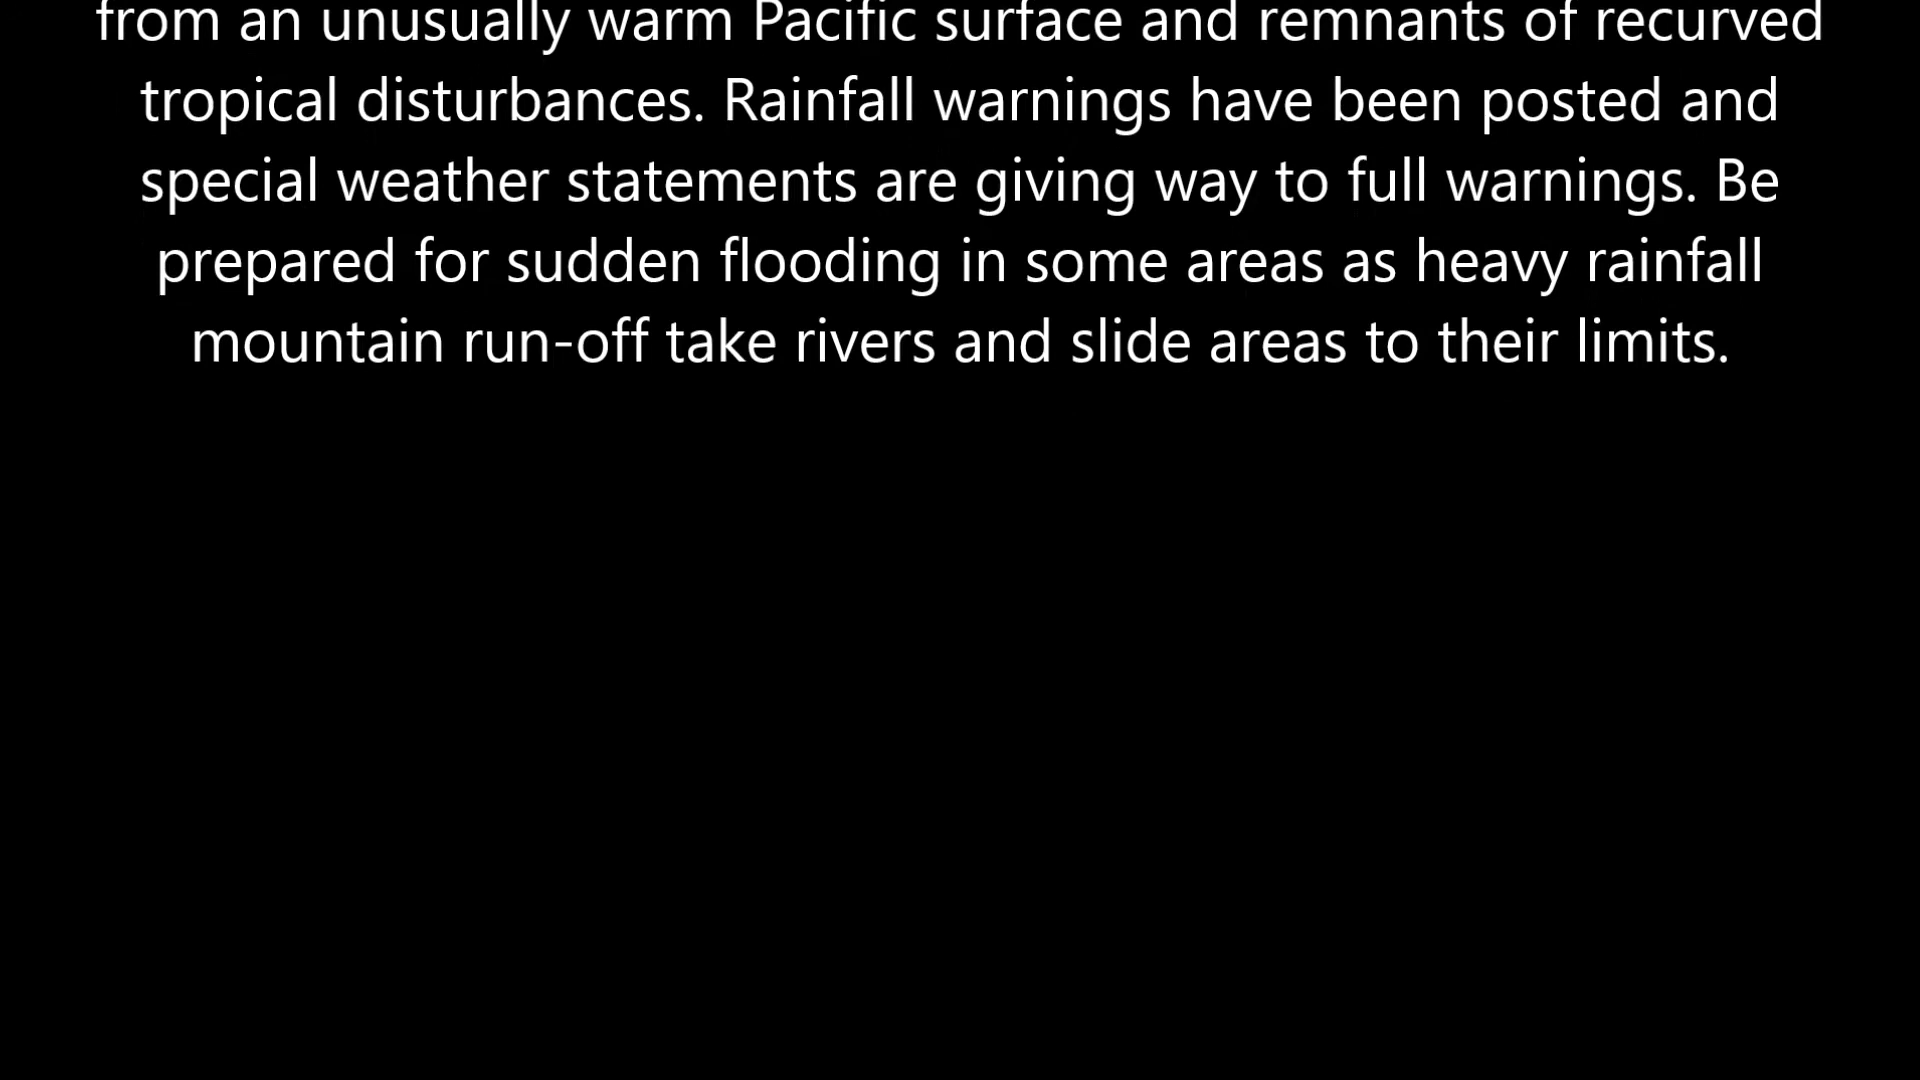 from an unusually warm Pacific surface and remnants of recurved
tropical disturbances. Rainfall warnings have been posted and
special weather statements are giving way to full warnings. Be
prepared for sudden flooding in some areas as heavy rainfall
mountain run-off take rivers and slide areas to their limits.